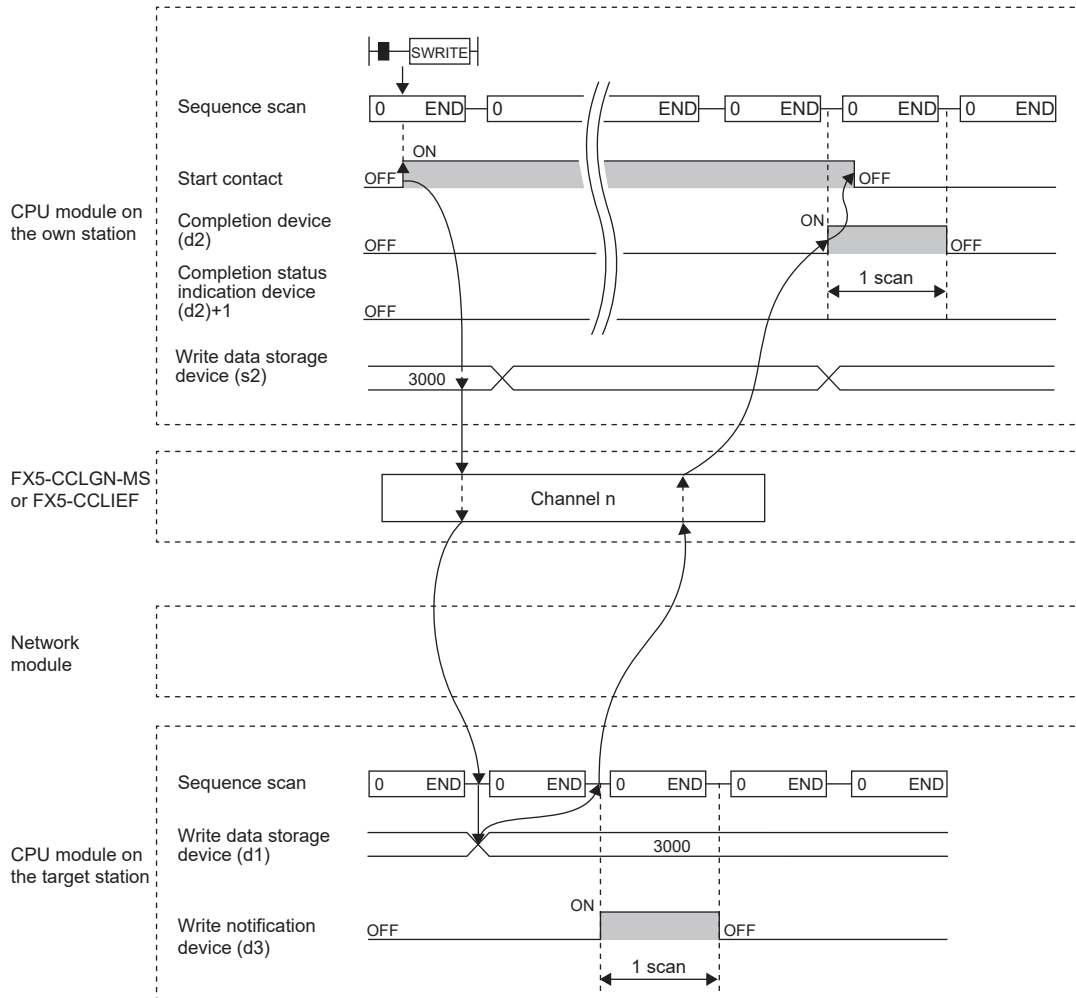 SWRITE
Sequence scan
0 END 0 END 0 END 0 END 0 END
ON
Start contact
OFF
OFF
CPU module on
the own station
Completion device
(d2)
ON
OFF
OFF
Completion status
indication device
(d2)+1
1 scan
OFF
Write data storage
device (s2)
3000
FX5-CCLGN-MS
or FX5-CCLIEF
Channel n
Network
module
Sequence scan
0 END 0 END 0 END 0 END 0 END
CPU module on
the target station
Write data storage
device (d1)
3000
ON
Write notification
device (d3)
OFF
OFF
1 scan